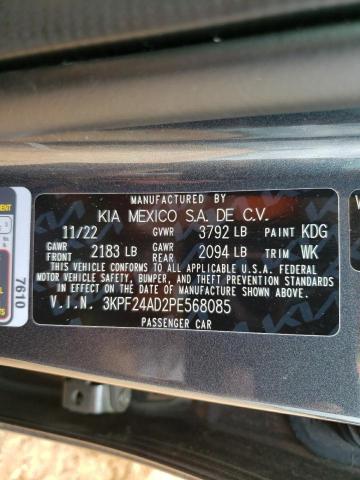 MANUFACTURED BY
KIA MEXICO S.A. DE C.V.
11/22 GVWR 3792 LB PAINT KDG
GAWR FRONT 2183 LB GAWR REAR 2094 LB TRIM WK
THIS VEHICLE CONFORMS TO ALL APPLICABLE U.S.A. FEDERAL
MOTOR VEHICLE SAFETY, BUMPER, AND THEFT PREVENTION
STANDARDS IN EFFECT ON THE DATE OF MANUFACTURE SHOWN ABOVE.
V.I.N. 3KPF24AD2PE568085
PASSENGER CAR
7610